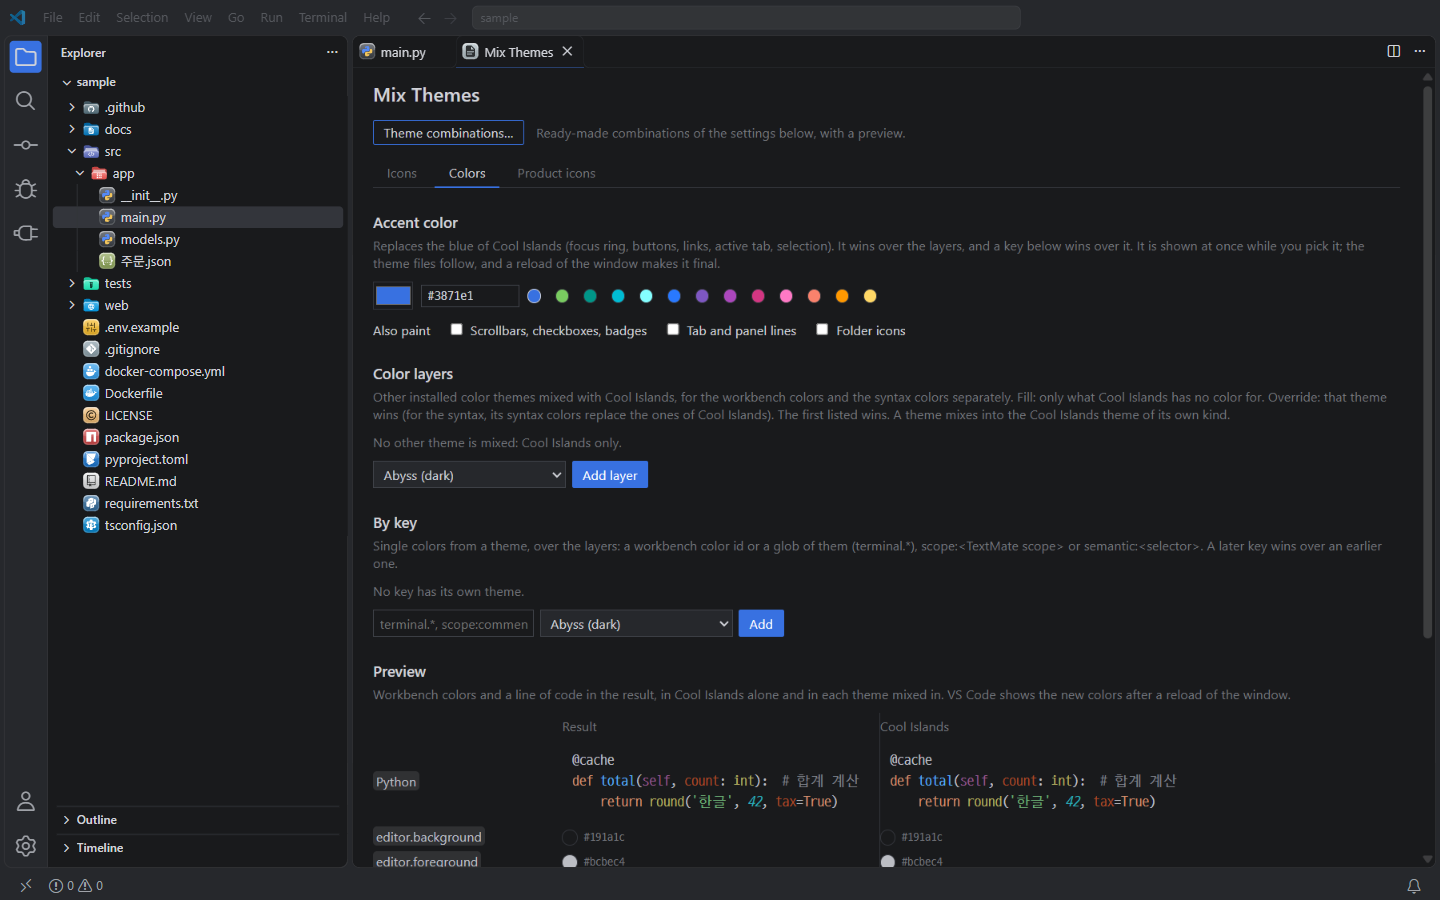 File Edit Selection View Go Run Terminal Help
sample
Explorer
sample
.github
docs
src
app
__init__.py
main.py
models.py
주문.json
tests
web
.env.example
.gitignore
docker-compose.yml
Dockerfile
LICENSE
package.json
pyproject.toml
README.md
requirements.txt
tsconfig.json
Outline
Timeline
main.py
Mix Themes
Mix Themes
Theme combinations... Ready-made combinations of the settings below, with a preview.
Icons Colors Product icons
Accent color
Replaces the blue of Cool Islands (focus ring, buttons, links, active tab, selection). It wins over the layers, and a key below wins over it. It is shown at once while you pick it; the
theme files follow, and a reload of the window makes it final.
#3871e1
Also paint Scrollbars, checkboxes, badges Tab and panel lines Folder icons
Color layers
Other installed color themes mixed with Cool Islands, for the workbench colors and the syntax colors separately. Fill: only what Cool Islands has no color for. Override: that theme
wins (for the syntax, its syntax colors replace the ones of Cool Islands). The first listed wins. A theme mixes into the Cool Islands theme of its own kind.
No other theme is mixed: Cool Islands only.
Abyss (dark) Add layer
By key
Single colors from a theme, over the layers: a workbench color id or a glob of them (terminal.*), scope:<TextMate scope> or semantic:<selector>. A later key wins over an earlier
one.
No key has its own theme.
terminal.*, scope:commen Abyss (dark) Add
Preview
Workbench colors and a line of code in the result, in Cool Islands alone and in each theme mixed in. VS Code shows the new colors after a reload of the window.
Result Cool Islands
Python
@cache
def total(self, count: int): # 합계 계산
return round('한글', 42, tax=True)
@cache
def total(self, count: int): # 합계 계산
return round('한글', 42, tax=True)
editor.background #191a1c #191a1c
editor.foreground #bcbec4 #bcbec4
0 0